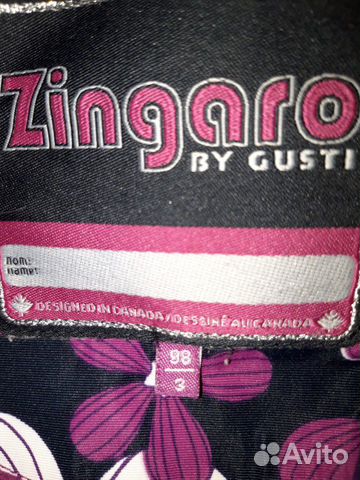 Zingaro
BY GUSTI
nom:
name:
DESIGNED IN CANADA/DESSINÉ AU CANADA
98
3
Avito